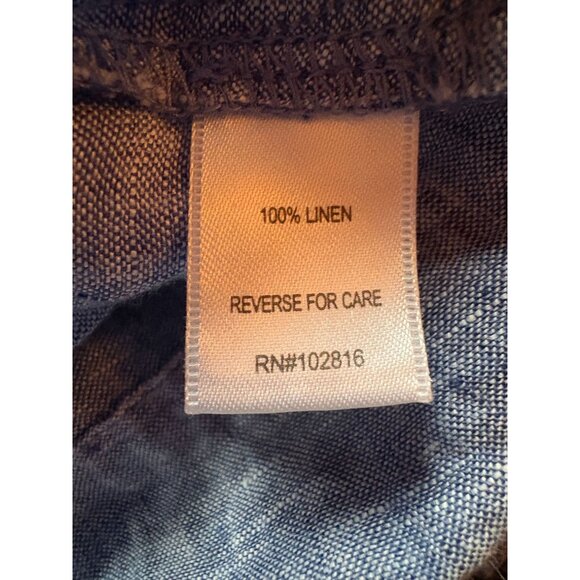 100% LINEN
REVERSE FOR CARE
RN#102816